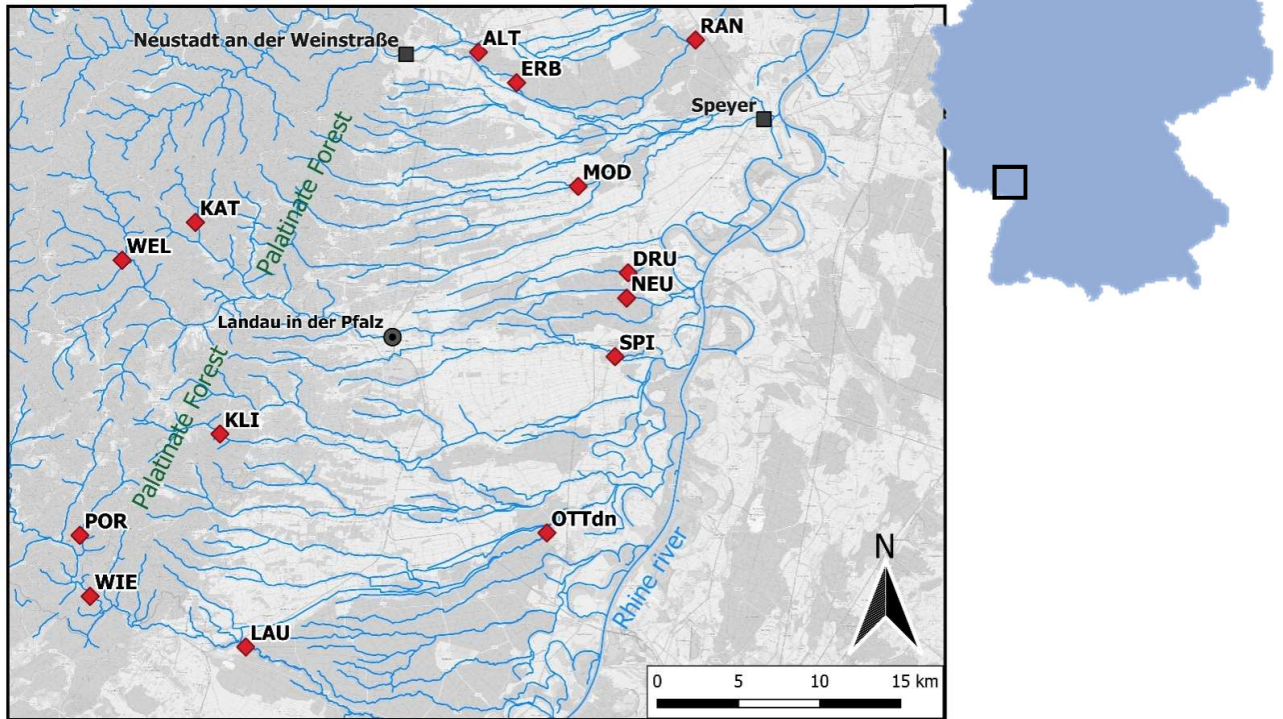 RAN
ALT
Neustadt an der Weinstraße
ERB
Speyer
Palatinate Forest
MOD
KAT
WEL
DRU
NEU
Landau in der Pfalz
SPI
Palatinate Forest
KLI
POR
OTTdn
Rhine river
N
WIE
LAU
0 5 10 15 km